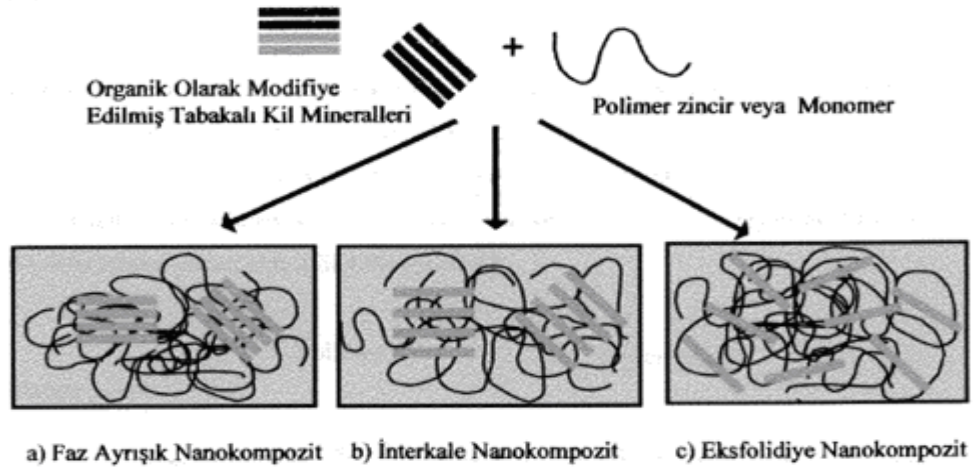 Organik Olarak Modifiye
Edilmiş Tabakalı Kil Mineralleri
+
Polimer zincir veya Monomer
a) Faz Ayrışık Nanokompozit
b) İnterkale Nanokompozit
c) Eksfolidiye Nanokompozit